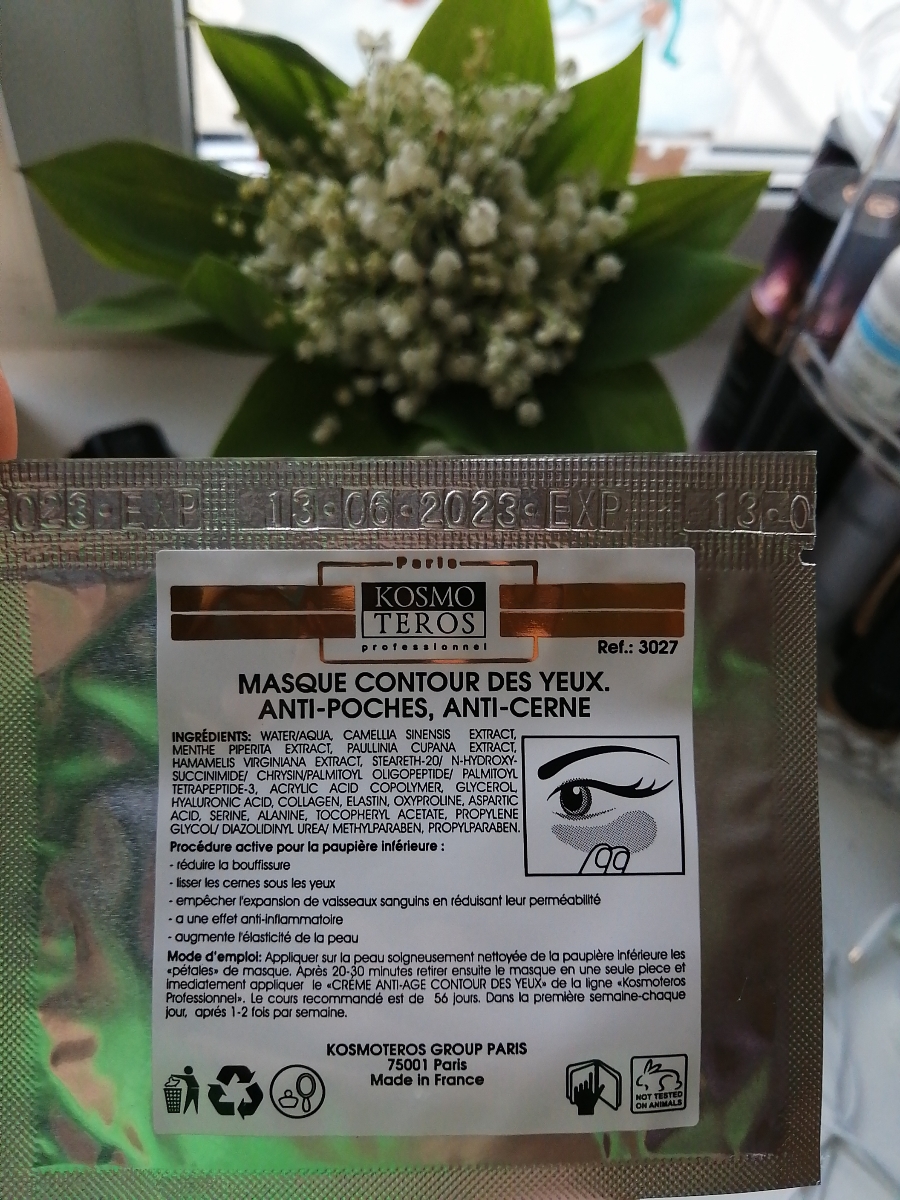 023·EXP 13·06·2023·EXP 13·0
Paris
KOSMO
TEROS
professionnel
Ref.: 3027
MASQUE CONTOUR DES YEUX.
ANTI-POCHES, ANTI-CERNE
INGRÉDIENTS: WATER/AQUA, CAMELLIA SINENSIS EXTRACT,
MENTHE PIPERITA EXTRACT, PAULLINIA CUPANA EXTRACT,
HAMAMELIS VIRGINIANA EXTRACT, STEARETH-20/ N-HYDROXY-
SUCCINIMIDE/ CHRYSIN/PALMITOYL OLIGOPEPTIDE/ PALMITOYL
TETRAPEPTIDE-3, ACRYLIC ACID COPOLYMER, GLYCEROL,
HYALURONIC ACID, COLLAGEN, ELASTIN, OXYPROLINE, ASPARTIC
ACID, SERINE, ALANINE, TOCOPHERYL ACETATE, PROPYLENE
GLYCOL/ DIAZOLIDINYL UREA/ METHYLPARABEN, PROPYLPARABEN.
Procédure active pour la paupière inférieure :
- réduire la bouffissure
- lisser les cernes sous les yeux
- empêcher l'expansion de vaisseaux sanguins en réduisant leur perméabilité
- a une effet anti-inflammatoire
- augmente l'élasticité de la peau
Mode d'emploi: Appliquer sur la peau soigneusement nettoyée de la paupière inférieure les
«pétales» de masque. Après 20-30 minutes retirer ensuite le masque en une seule piece et
imediatement appliquer le «CRÈME ANTI-AGE CONTOUR DES YEUX» de la ligne «Kosmoteros
Professionnel». Le cours recommandé est de 56 jours. Dans la première semaine-chaque
jour, aprés 1-2 fois par semaine.
KOSMOTEROS GROUP PARIS
75001 Paris
Made in France
NOT TESTED
ON ANIMALS